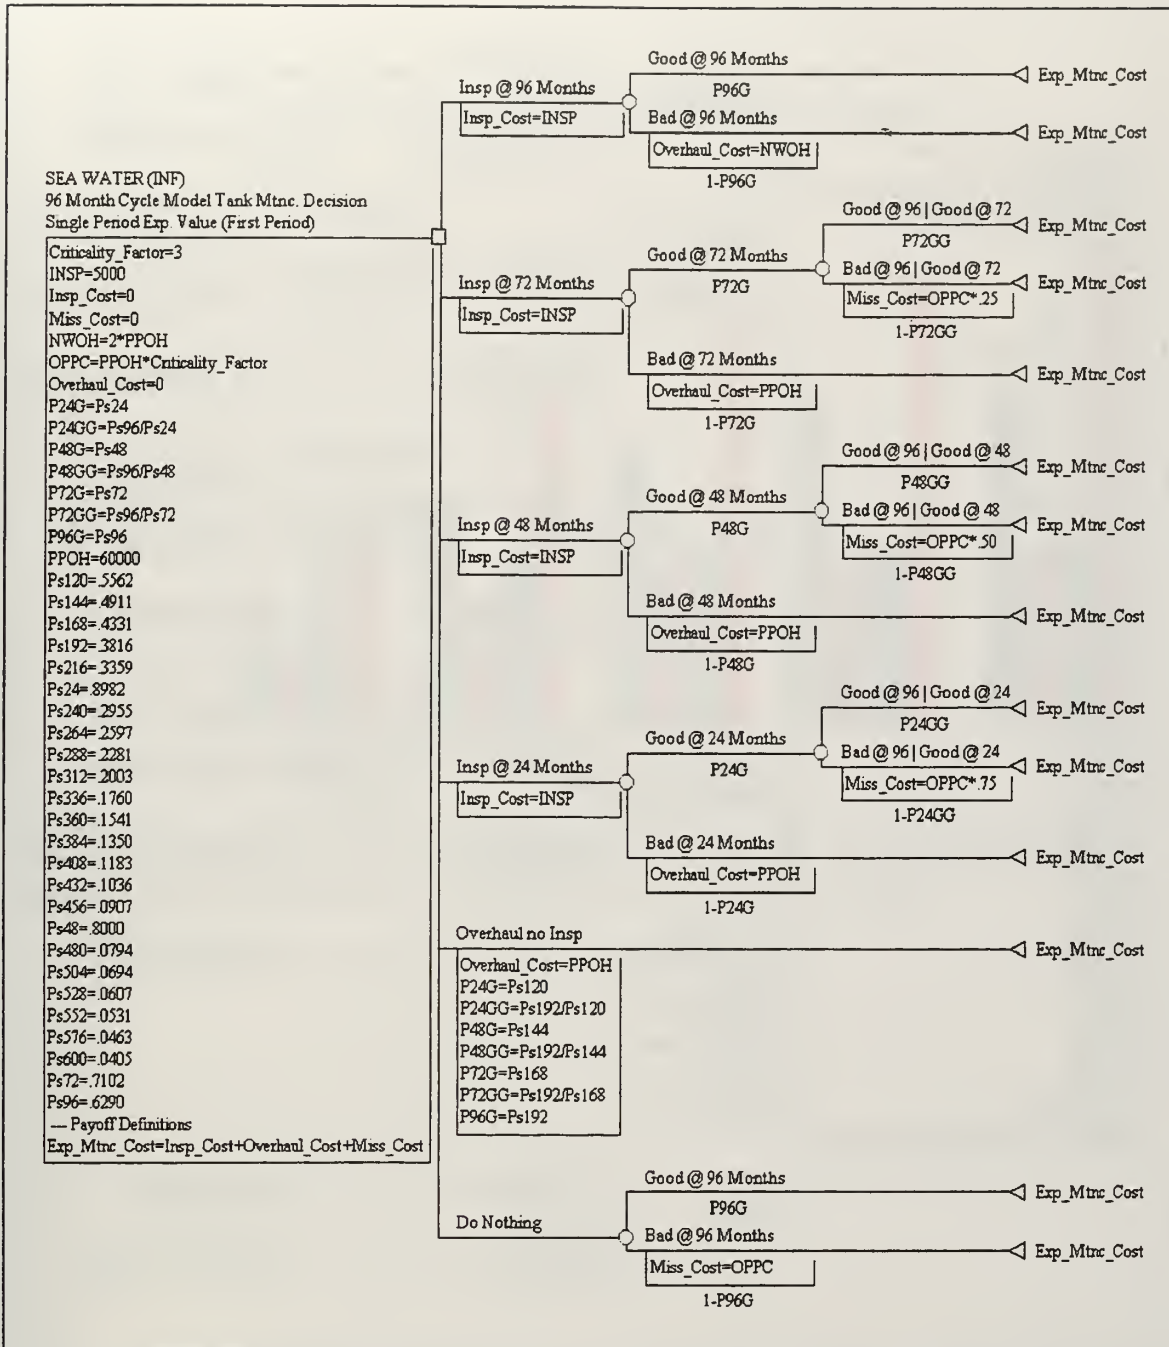 SEA WATER (INF)
96 Month Cycle Model Tank Mtnc. Decision
Single Period Exp. Value (First Period)
Criticality_Factor=3
INSP=5000
Insp_Cost=0
Miss_Cost=0
NWOH=2*PPOH
OPPC=PPOH*Criticality_Factor
Overhaul_Cost=0
P24G=Ps24
P24GG=Ps96/Ps24
P48G=Ps48
P48GG=Ps96/Ps48
P72G=Ps72
P72GG=Ps96/Ps72
P96G=Ps96
PPOH=60000
Ps120=.5562
Ps144=.4911
Ps168=.4331
Ps192=.3816
Ps216=.3359
Ps24=.8982
Ps240=.2955
Ps264=.2597
Ps288=.2281
Ps312=.2003
Ps336=.1760
Ps360=.1541
Ps384=.1350
Ps408=.1183
Ps432=.1036
Ps456=.0907
Ps48=.8000
Ps480=.0794
Ps504=.0694
Ps528=.0607
Ps552=.0531
Ps576=.0463
Ps600=.0405
Ps72=.7102
Ps96=.6290
--- Payoff Definitions
Exp_Mtnc_Cost=Insp_Cost+Overhaul_Cost+Miss_Cost
Insp @ 96 Months
Insp_Cost=INSP
Good @ 96 Months
P96G
Exp_Mtnc_Cost
Bad @ 96 Months
Overhaul_Cost=NWOH
1-P96G
Exp_Mtnc_Cost
Insp @ 72 Months
Insp_Cost=INSP
Good @ 72 Months
P72G
Good @ 96 | Good @ 72
P72GG
Exp_Mtnc_Cost
Bad @ 96 | Good @ 72
Miss_Cost=OPPC*.25
1-P72GG
Exp_Mtnc_Cost
Bad @ 72 Months
Overhaul_Cost=PPOH
1-P72G
Exp_Mtnc_Cost
Insp @ 48 Months
Insp_Cost=INSP
Good @ 48 Months
P48G
Good @ 96 | Good @ 48
P48GG
Exp_Mtnc_Cost
Bad @ 96 | Good @ 48
Miss_Cost=OPPC*.50
1-P48GG
Exp_Mtnc_Cost
Bad @ 48 Months
Overhaul_Cost=PPOH
1-P48G
Exp_Mtnc_Cost
Insp @ 24 Months
Insp_Cost=INSP
Good @ 24 Months
P24G
Good @ 96 | Good @ 24
P24GG
Exp_Mtnc_Cost
Bad @ 96 | Good @ 24
Miss_Cost=OPPC*.75
1-P24GG
Exp_Mtnc_Cost
Bad @ 24 Months
Overhaul_Cost=PPOH
1-P24G
Exp_Mtnc_Cost
Overhaul no Insp
Overhaul_Cost=PPOH
P24G=Ps120
P24GG=Ps192/Ps120
P48G=Ps144
P48GG=Ps192/Ps144
P72G=Ps168
P72GG=Ps192/Ps168
P96G=Ps192
Exp_Mtnc_Cost
Do Nothing
Good @ 96 Months
P96G
Exp_Mtnc_Cost
Bad @ 96 Months
Miss_Cost=OPPC
1-P96G
Exp_Mtnc_Cost